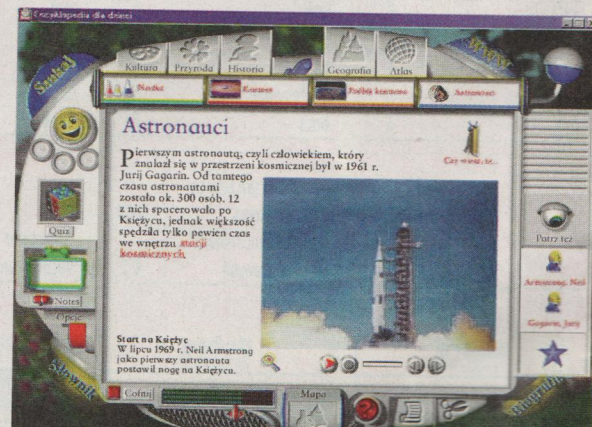 Encyklopedia dla dzieci
Szukaj
Kultura
Przyroda
Historia
Geografia
Atlas
Nauka
Kosmos
Podbój kosmosu
Astronauci
Astronauci
Czy wiesz, że...
Pierwszym astronautą, czyli człowiekiem, który
znalazł się w przestrzeni kosmicznej był w 1961 r.
Jurij Gagarin. Od tamtego
czasu astronautami
zostało ok. 300 osób. 12
z nich spacerowało po
Księżycu, jednak większość
spędziła tylko pewien czas
we wnętrzu stacji
kosmicznych.
Start na Księżyc
W lipcu 1969 r. Neil Armstrong
jako pierwszy astronauta
postawił nogę na Księżycu.
Quiz
Notes
Opcje
Słownik
Cofnij
Mapa
Patrz też
Armstrong, Neil
Gagarin, Jurij